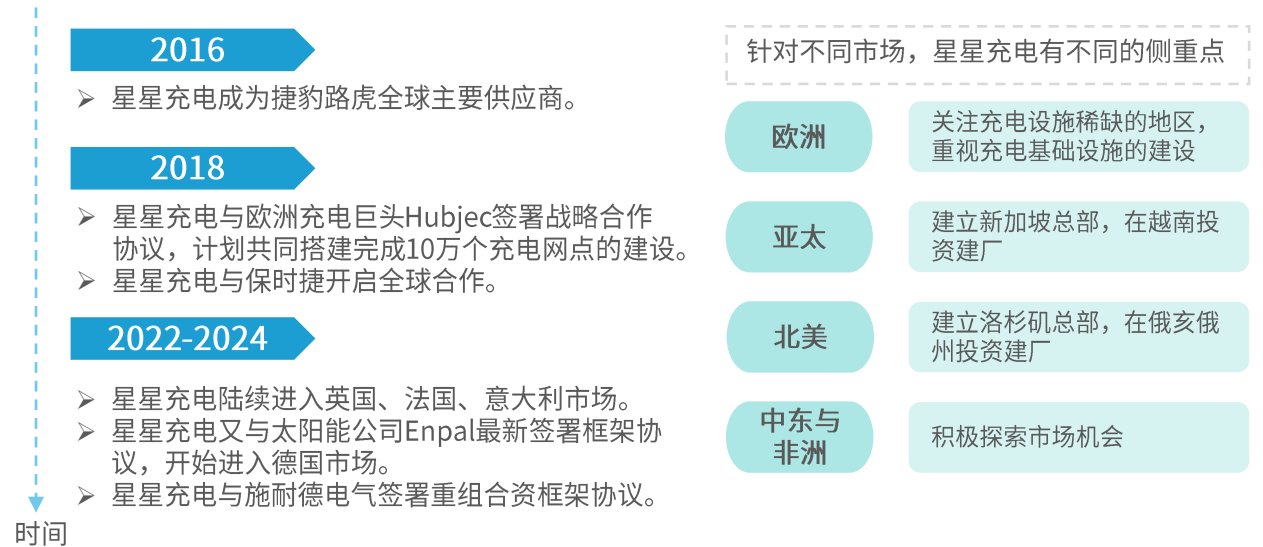 2016
星星充电成为捷豹路虎全球主要供应商。
2018
星星充电与欧洲充电巨头Hubjec签署战略合作
协议，计划共同搭建完成10万个充电网点的建设。
星星充电与保时捷开启全球合作。
2022-2024
星星充电陆续进入英国、法国、意大利市场。
星星充电又与太阳能公司Enpal最新签署框架协
议，开始进入德国市场。
星星充电与施耐德电气签署重组合资框架协议。
时间
针对不同市场，星星充电有不同的侧重点
欧洲
关注充电设施稀缺的地区，
重视充电基础设施的建设
亚太
建立新加坡总部，在越南投
资建厂
北美
建立洛杉矶总部，在俄亥俄
州投资建厂
中东与
非洲
积极探索市场机会